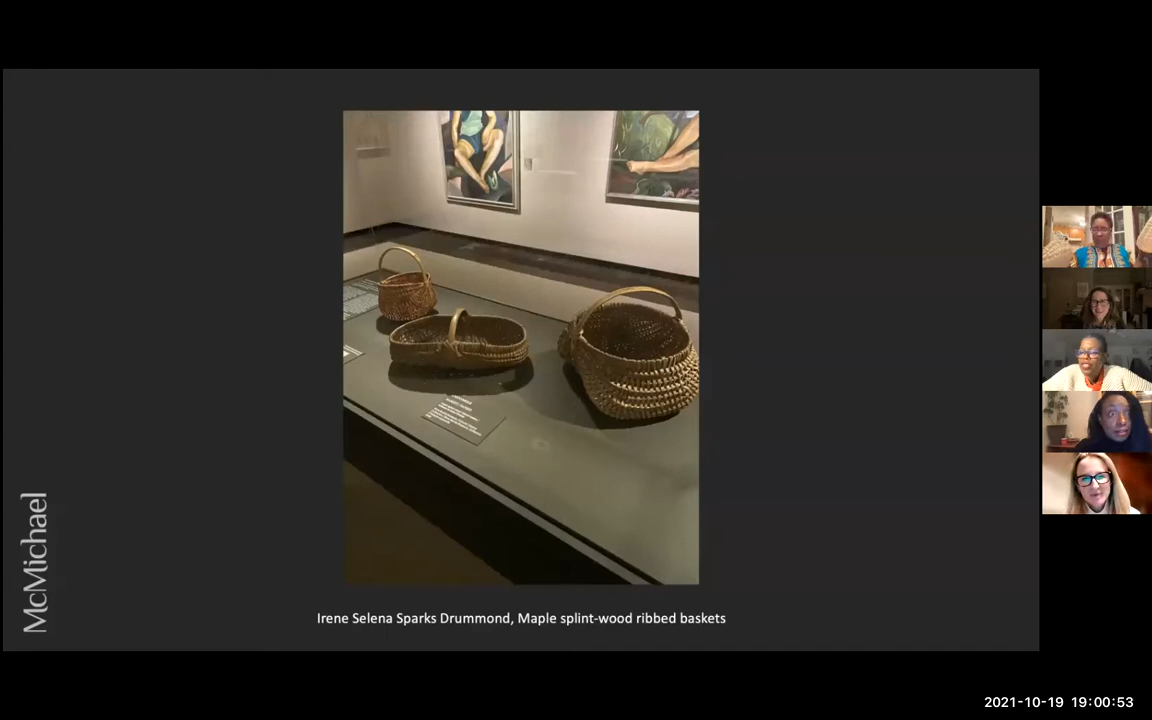 McMichael
Irene Selena Sparks Drummond, Maple splint-wood ribbed baskets
2021-10-19 19:00:53